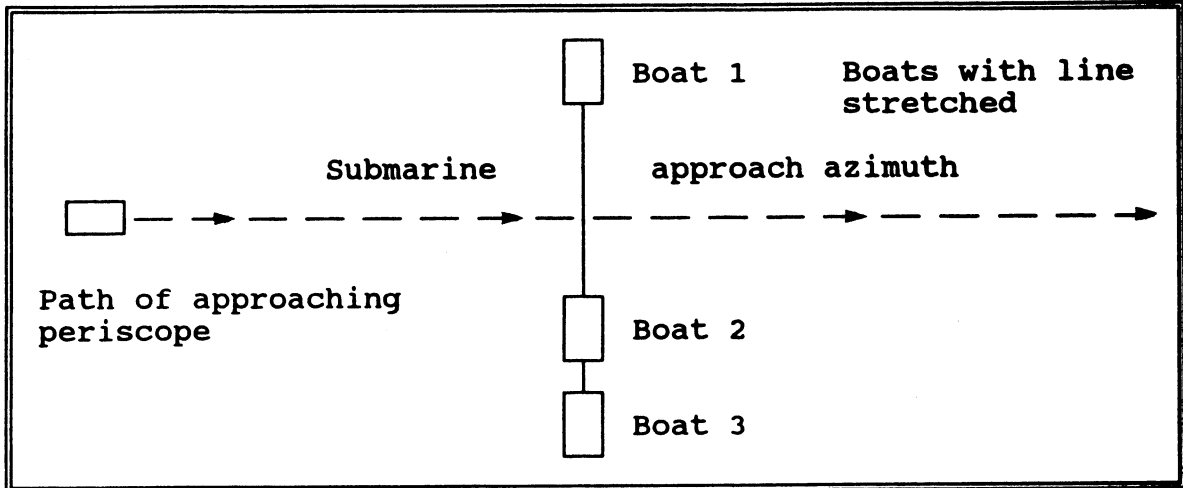 Boat 1
Boats with line
stretched
Submarine approach azimuth
Path of approaching
periscope
Boat 2
Boat 3